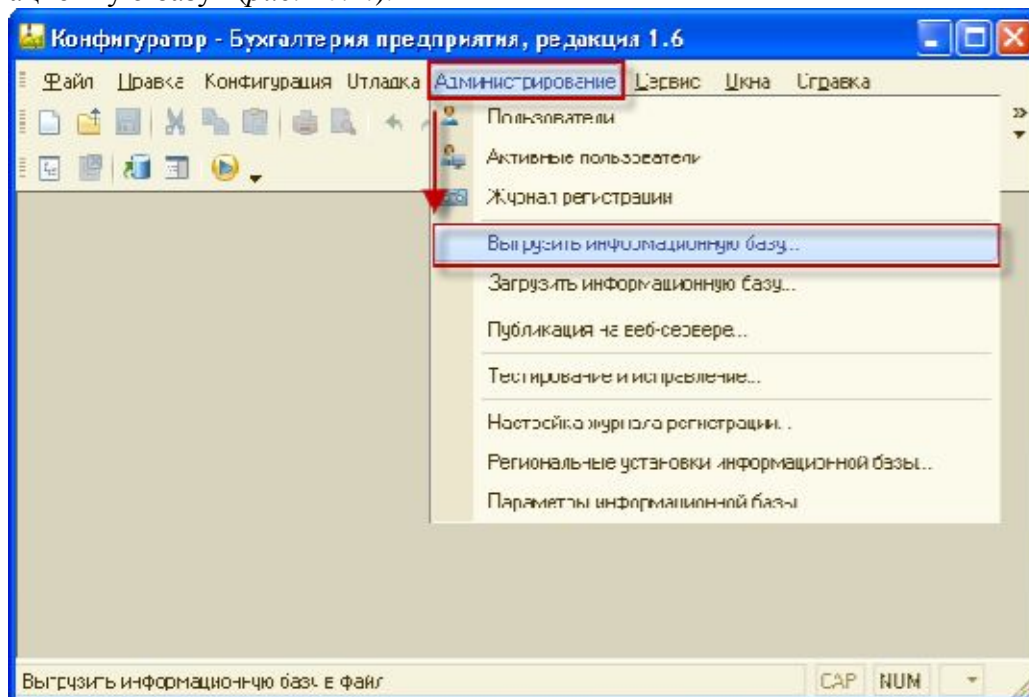 Конфигуратор - Бухгалтерия предприятия, редакция 1.6
Файл Правка Конфигурация Отладка Администрирование Сервис Окна Справка
Пользователи
Активные пользователи
Журнал регистрации
Выгрузить информационную базу...
Загрузить информационную базу...
Публикация на веб-сервере...
Тестирование и исправление...
Настройка журнала регистрации...
Региональные установки информационной базы...
Параметры информационной базы
Выгрузить информационную базу в файл
CAP NUM